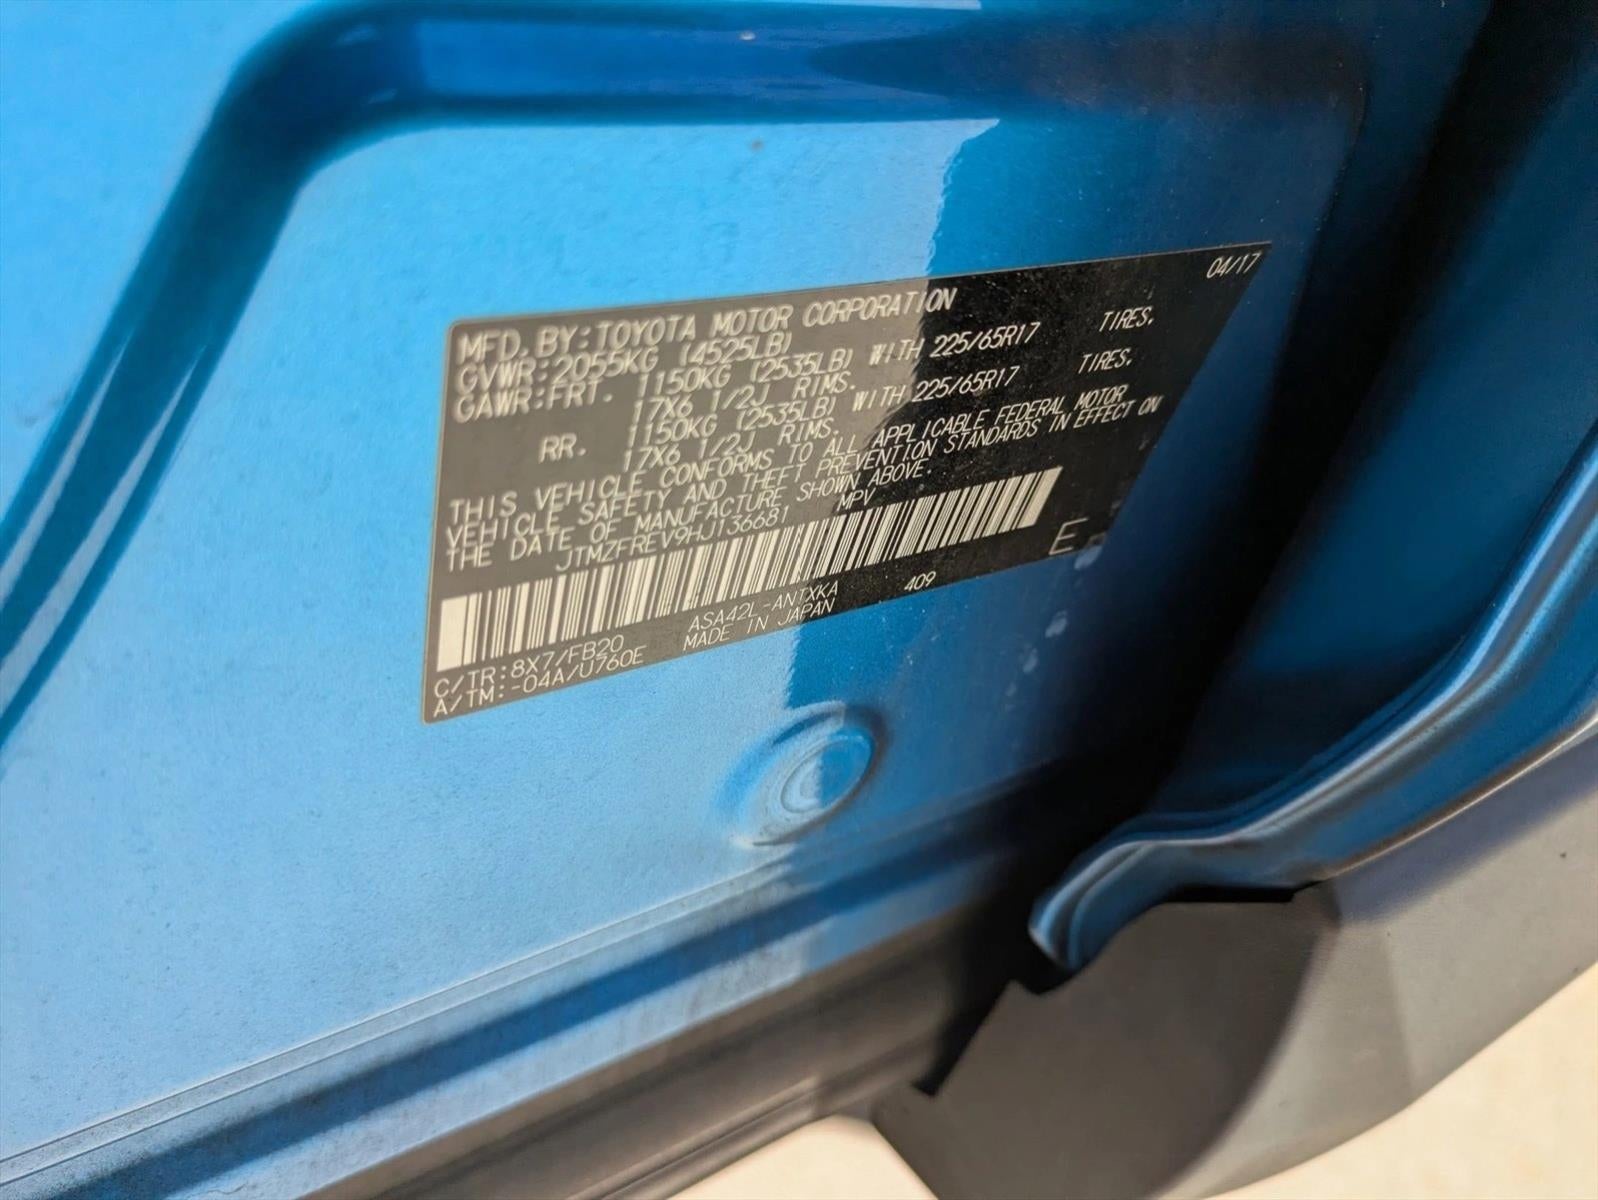 04/17
MFD. BY: TOYOTA MOTOR CORPORATION
GVWR: 2055KG (4525LB)
GAWR: FRT. 1150KG (2535LB) WITH 225/65R17 TIRES,
17X6 1/2J RIMS.
RR. 1150KG (2535LB) WITH 225/65R17 TIRES,
17X6 1/2J RIMS.
THIS VEHICLE CONFORMS TO ALL APPLICABLE FEDERAL MOTOR
VEHICLE SAFETY AND THEFT PREVENTION STANDARDS IN EFFECT ON
THE DATE OF MANUFACTURE SHOWN ABOVE.
JTMZFREV9HJ136681 MPV
E
C/TR: 8X7/FB20 ASA42L-ANTXKA 409
A/TM: -04A/U760E MADE IN JAPAN